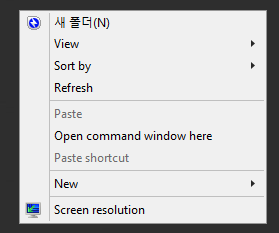 새 폴더(N)
View
Sort by
Refresh
Paste
Open command window here
Paste shortcut
New
Screen resolution